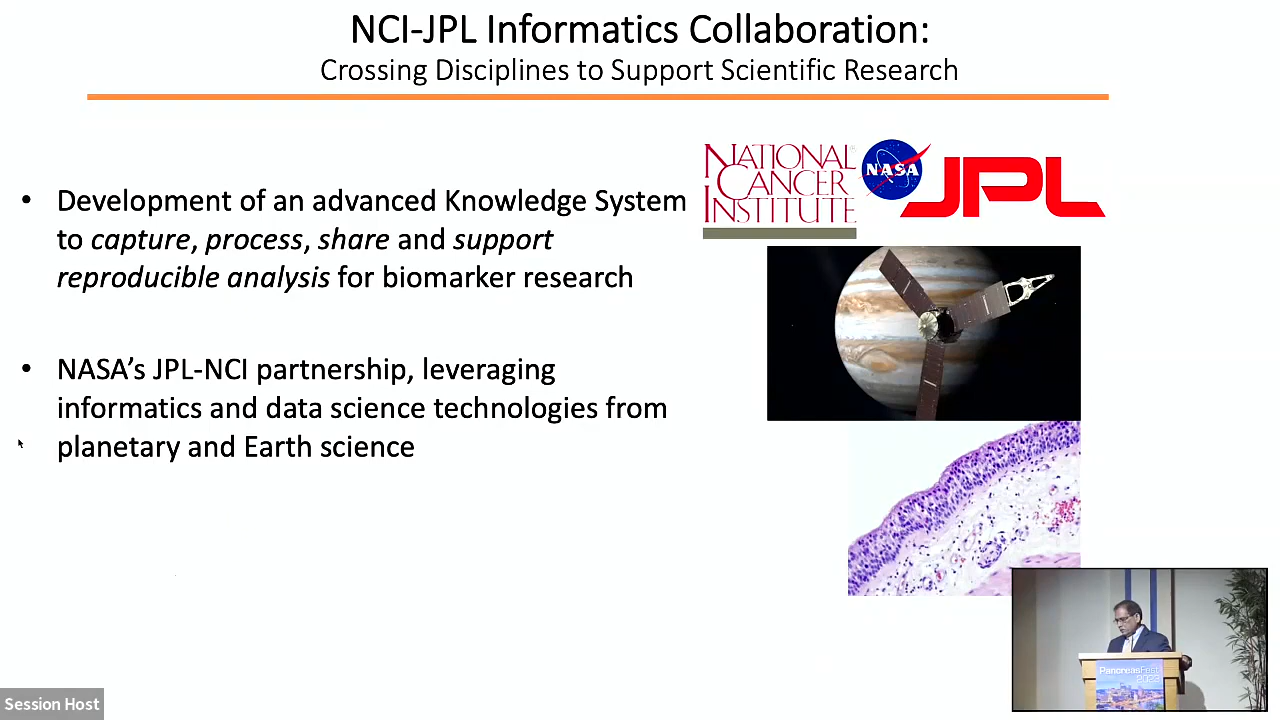 NCI-JPL Informatics Collaboration:
Crossing Disciplines to Support Scientific Research
• Development of an advanced Knowledge System
to capture, process, share and support
reproducible analysis for biomarker research
• NASA’s JPL-NCI partnership, leveraging
informatics and data science technologies from
planetary and Earth science
NATIONAL
CANCER
INSTITUTE
NASA
JPL
PancreasFest
2023
Session Host